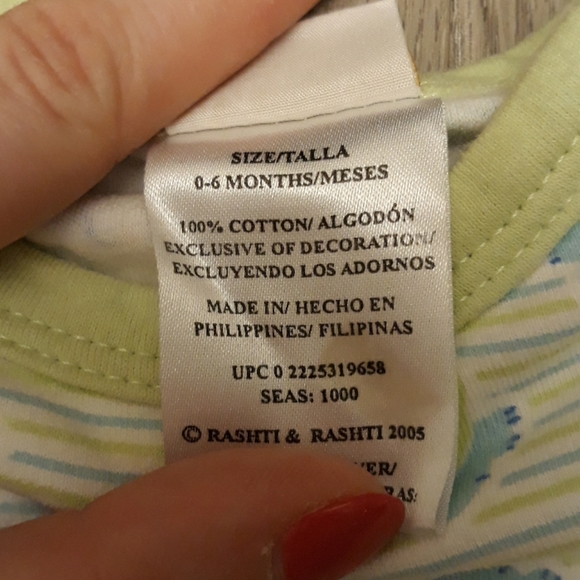 SIZE/TALLA
0-6 MONTHS/MESES
100% COTTON/ ALGODÓN
EXCLUSIVE OF DECORATION/
EXCLUYENDO LOS ADORNOS
MADE IN/ HECHO EN
PHILIPPINES/ FILIPINAS
UPC 0 2225319658
SEAS: 1000
© RASHTI & RASHTI 2005